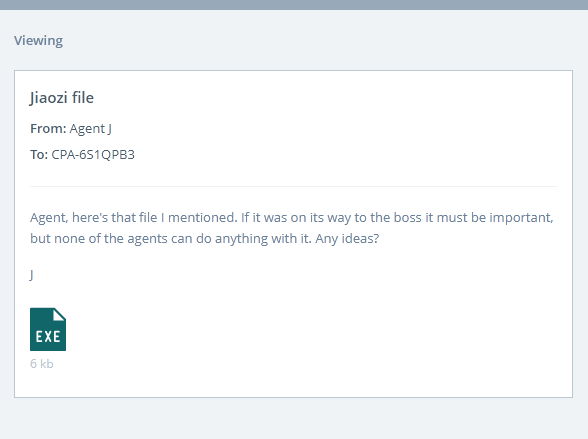 Viewing
Jiaozi file
From: Agent J
To: CPA-6S1QPB3
Agent, here's that file I mentioned. If it was on its way to the boss it must be important,
but none of the agents can do anything with it. Any ideas?
J
EXE
6 kb